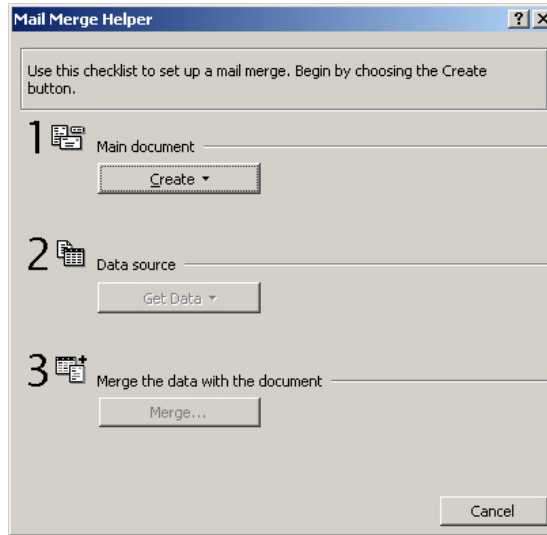 Mail Merge Helper
Use this checklist to set up a mail merge. Begin by choosing the Create
button.
1 Main document
Create
2 Data source
Get Data
3 Merge the data with the document
Merge...
Cancel